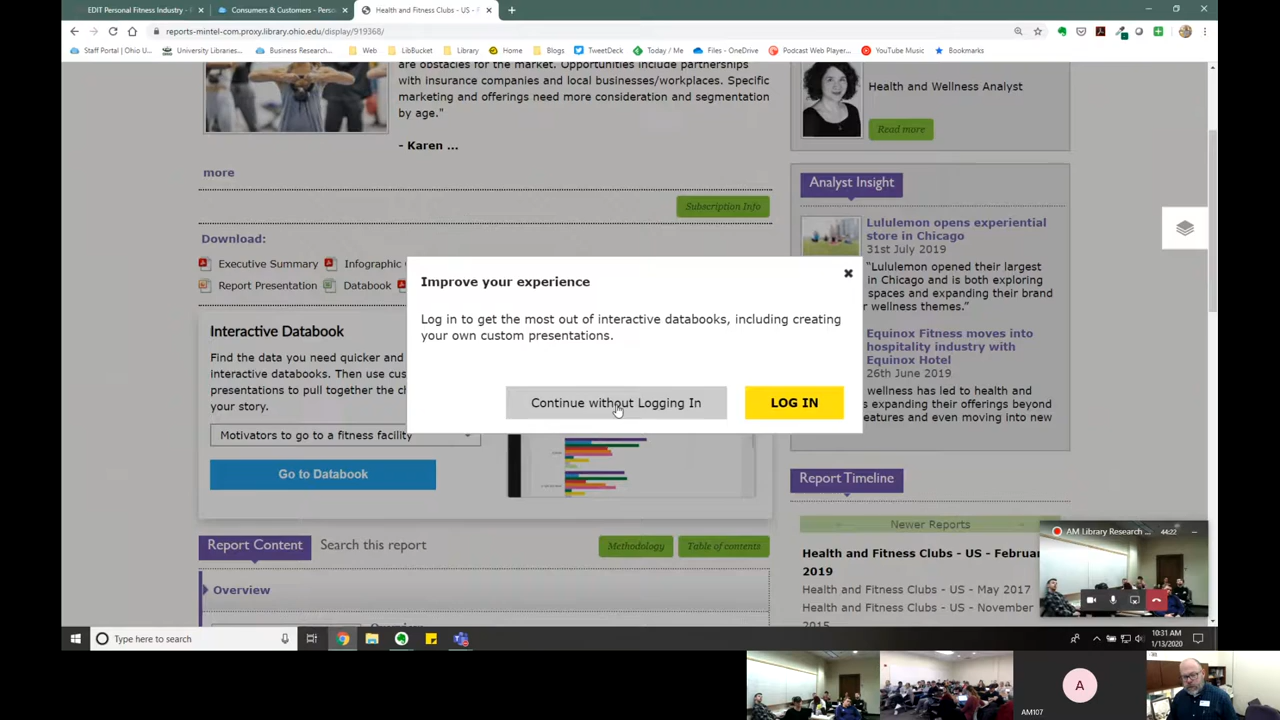 EDIT Personal Fitness Industry -
Consumers & Customers - Perso
Health and Fitness Clubs - US - F
reports-mintel-com.proxy.library.ohio.edu/display/919368/
Staff Portal | Ohio U...
University Libraries...
Business Research...
Web
LibBucket
Library
Home
Blogs
TweetDeck
Today / Me
Files - OneDrive
Podcast Web Player...
YouTube Music
Bookmarks
are obstacles for the market. Opportunities include partnerships
with insurance companies and local businesses/workplaces. Specific
marketing and offerings need more consideration and segmentation
by age."
- Karen ...
more
Subscription Info
Download:
Executive Summary
Infographic
Report Presentation
Databook
Interactive Databook
Find the data you need quicker and
interactive databooks. Then use cus
presentations to pull together the ch
your story.
Motivators to go to a fitness facility
Go to Databook
Report Content
Search this report
Methodology
Table of contents
Overview
Improve your experience
Log in to get the most out of interactive databooks, including creating
your own custom presentations.
Continue without Logging In
LOG IN
Health and Wellness Analyst
Read more
Analyst Insight
Lululemon opens experiential
store in Chicago
31st July 2019
"Lululemon opened their largest
in Chicago and is both exploring
spaces and expanding their brand
wellness themes."
Equinox Fitness moves into
hospitality industry with
Equinox Hotel
26th June 2019
wellness has led to health and
expanding their offerings beyond
features and even moving into new
Report Timeline
Newer Reports
Health and Fitness Clubs - US - Februar
2019
Health and Fitness Clubs - US - May 2017
Health and Fitness Clubs - US - November
2015
AM Library Research ...
44:22
Type here to search
10:31 AM
1/13/2020
A
AM107